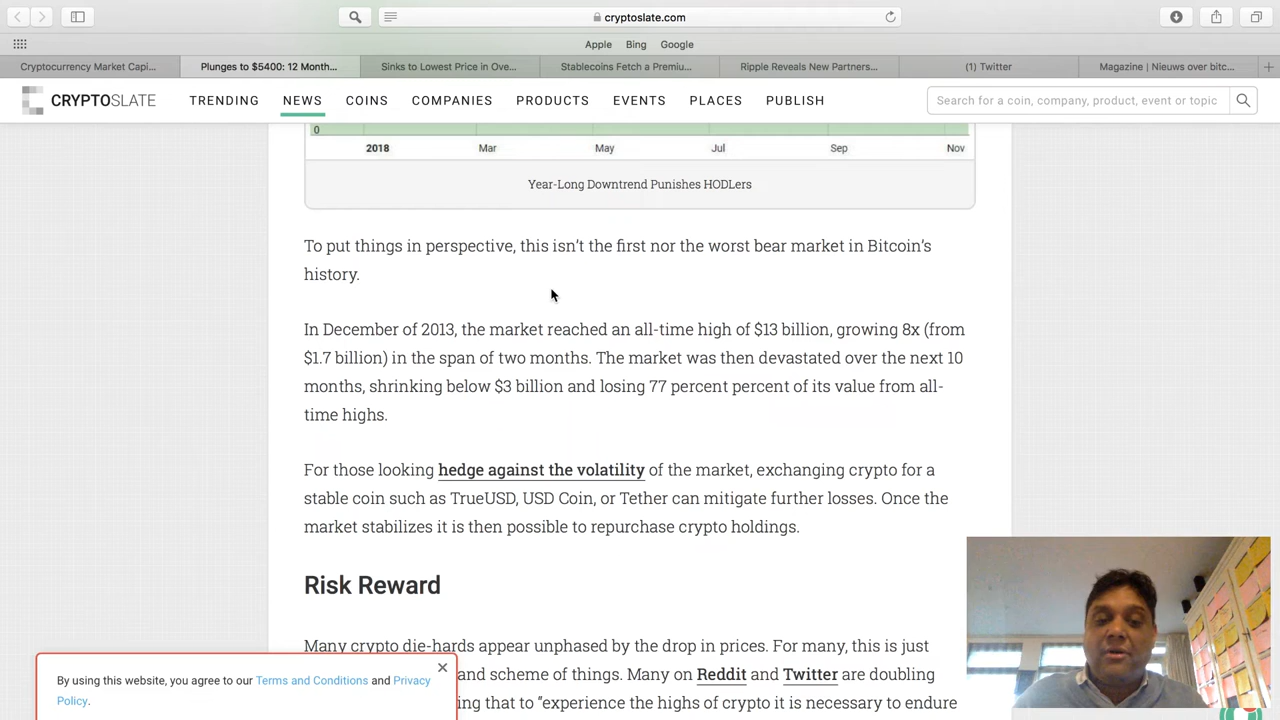 cryptoslate.com
Apple Bing Google
Cryptocurrency Market Capi...
Plunges to $5400: 12 Month...
Sinks to Lowest Price in Ove...
Stablecoins Fetch a Premiu...
Ripple Reveals New Partners...
(1) Twitter
Magazine | Nieuws over bitc...
CRYPTOSLATE TRENDING NEWS COINS COMPANIES PRODUCTS EVENTS PLACES PUBLISH
Search for a coin, company, product, event or topic
0
2018 Mar May Jul Sep Nov
Year-Long Downtrend Punishes HODLers
To put things in perspective, this isn't the first nor the worst bear market in Bitcoin's
history.
In December of 2013, the market reached an all-time high of $13 billion, growing 8x (from
$1.7 billion) in the span of two months. The market was then devastated over the next 10
months, shrinking below $3 billion and losing 77 percent percent of its value from all-
time highs.
For those looking hedge against the volatility of the market, exchanging crypto for a
stable coin such as TrueUSD, USD Coin, or Tether can mitigate further losses. Once the
market stabilizes it is then possible to repurchase crypto holdings.
Risk Reward
Many crypto die-hards appear unphased by the drop in prices. For many, this is just
and scheme of things. Many on Reddit and Twitter are doubling
ing that to “experience the highs of crypto it is necessary to endure
By using this website, you agree to our Terms and Conditions and Privacy
Policy.